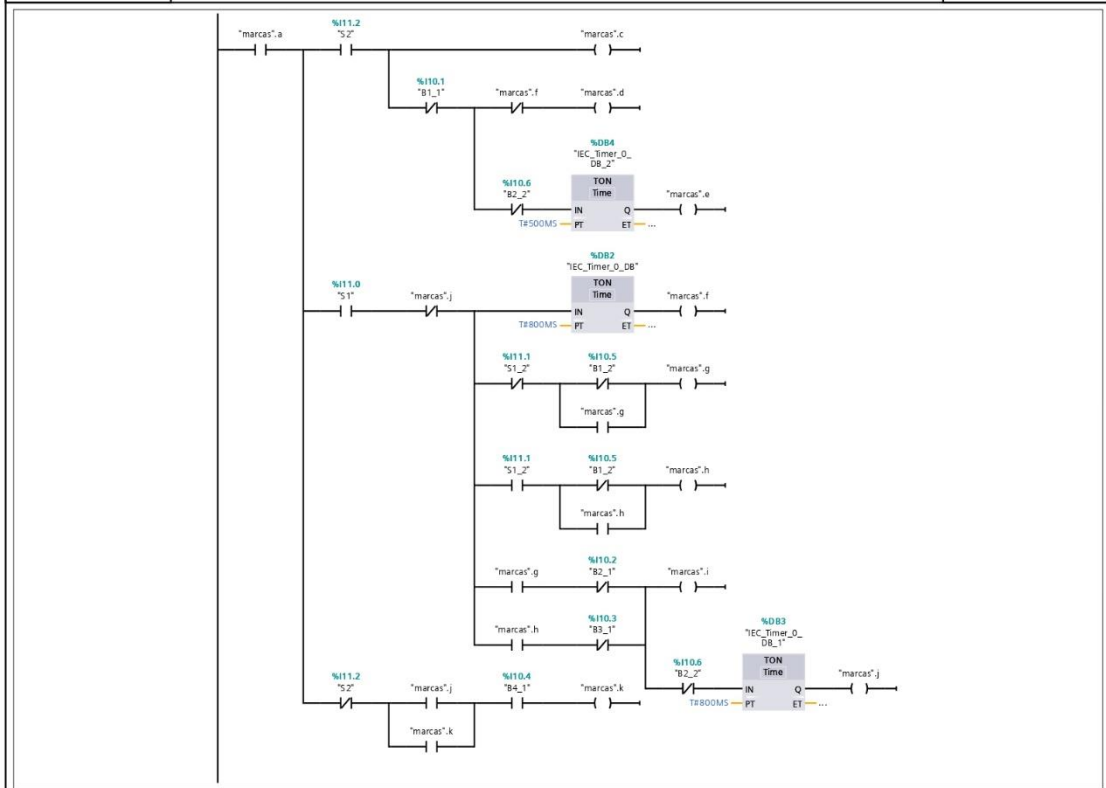 %I11.2
"marcas".a "S2" "marcas".c
%I10.1
"B1_1" "marcas".f "marcas".d
%DB4
"IEC_Timer_0_
DB_2"
%I10.6 TON
"B2_2" Time "marcas".e
IN Q
T#500MS PT ET ...
%DB2
"IEC_Timer_0_DB"
%I11.0 TON
"S1" "marcas".j Time "marcas".f
IN Q
T#800MS PT ET ...
%I11.1 %I10.5
"S1_2" "B1_2" "marcas".g
"marcas".g
%I11.1 %I10.5
"S1_2" "B1_2" "marcas".h
"marcas".h
%I10.2
"marcas".g "B2_1" "marcas".i
%I10.3
"marcas".h "B3_1"
%DB3
"IEC_Timer_0_
DB_1"
%I10.6 TON
"B2_2" Time "marcas".j
IN Q
T#800MS PT ET ...
%I11.2 %I10.4
"S2" "marcas".j "B4_1" "marcas".k
"marcas".k